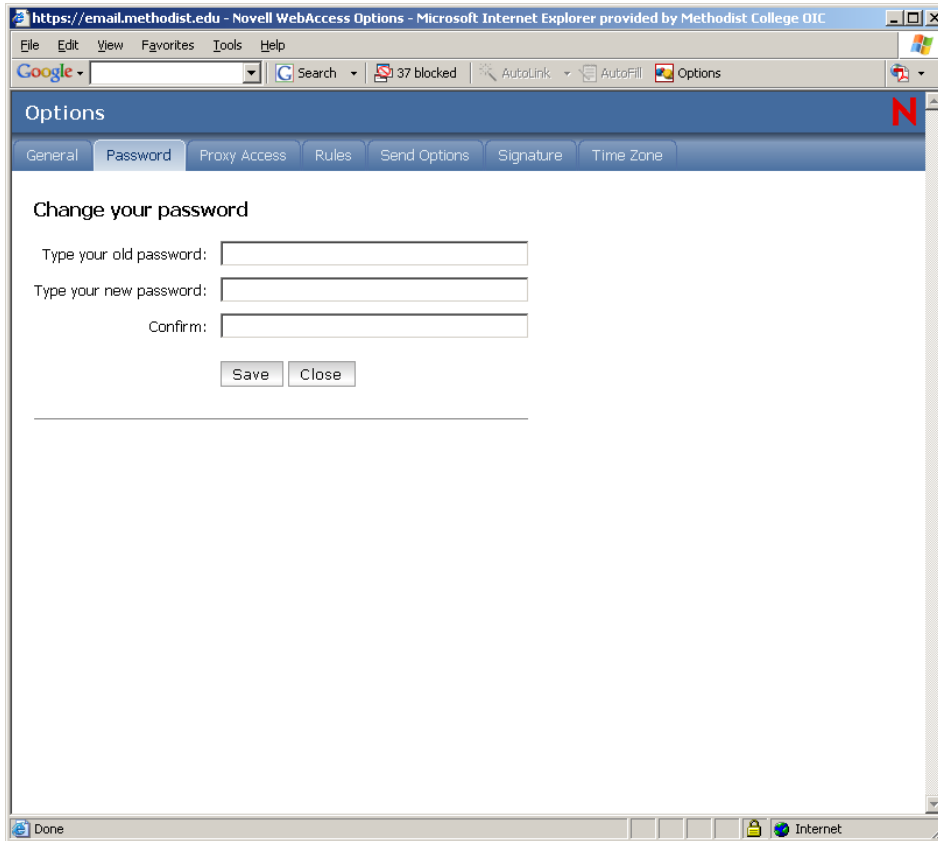 https://email.methodist.edu - Novell WebAccess Options - Microsoft Internet Explorer provided by Methodist College OIC
File Edit View Favorites Tools Help
Google Search 37 blocked AutoLink AutoFill Options
Options N
General Password Proxy Access Rules Send Options Signature Time Zone
Change your password
Type your old password:
Type your new password:
Confirm:
Save Close
Done Internet